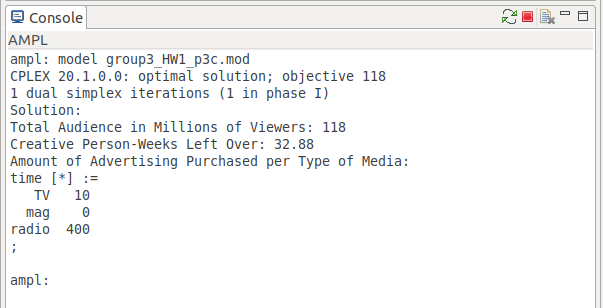 Console
AMPL
ampl: model group3_HW1_p3c.mod
CPLEX 20.1.0.0: optimal solution; objective 118
1 dual simplex iterations (1 in phase I)
Solution:
Total Audience in Millions of Viewers: 118
Creative Person-Weeks Left Over: 32.88
Amount of Advertising Purchased per Type of Media:
time [*] :=
   TV   10
  mag    0
radio  400
;
ampl: